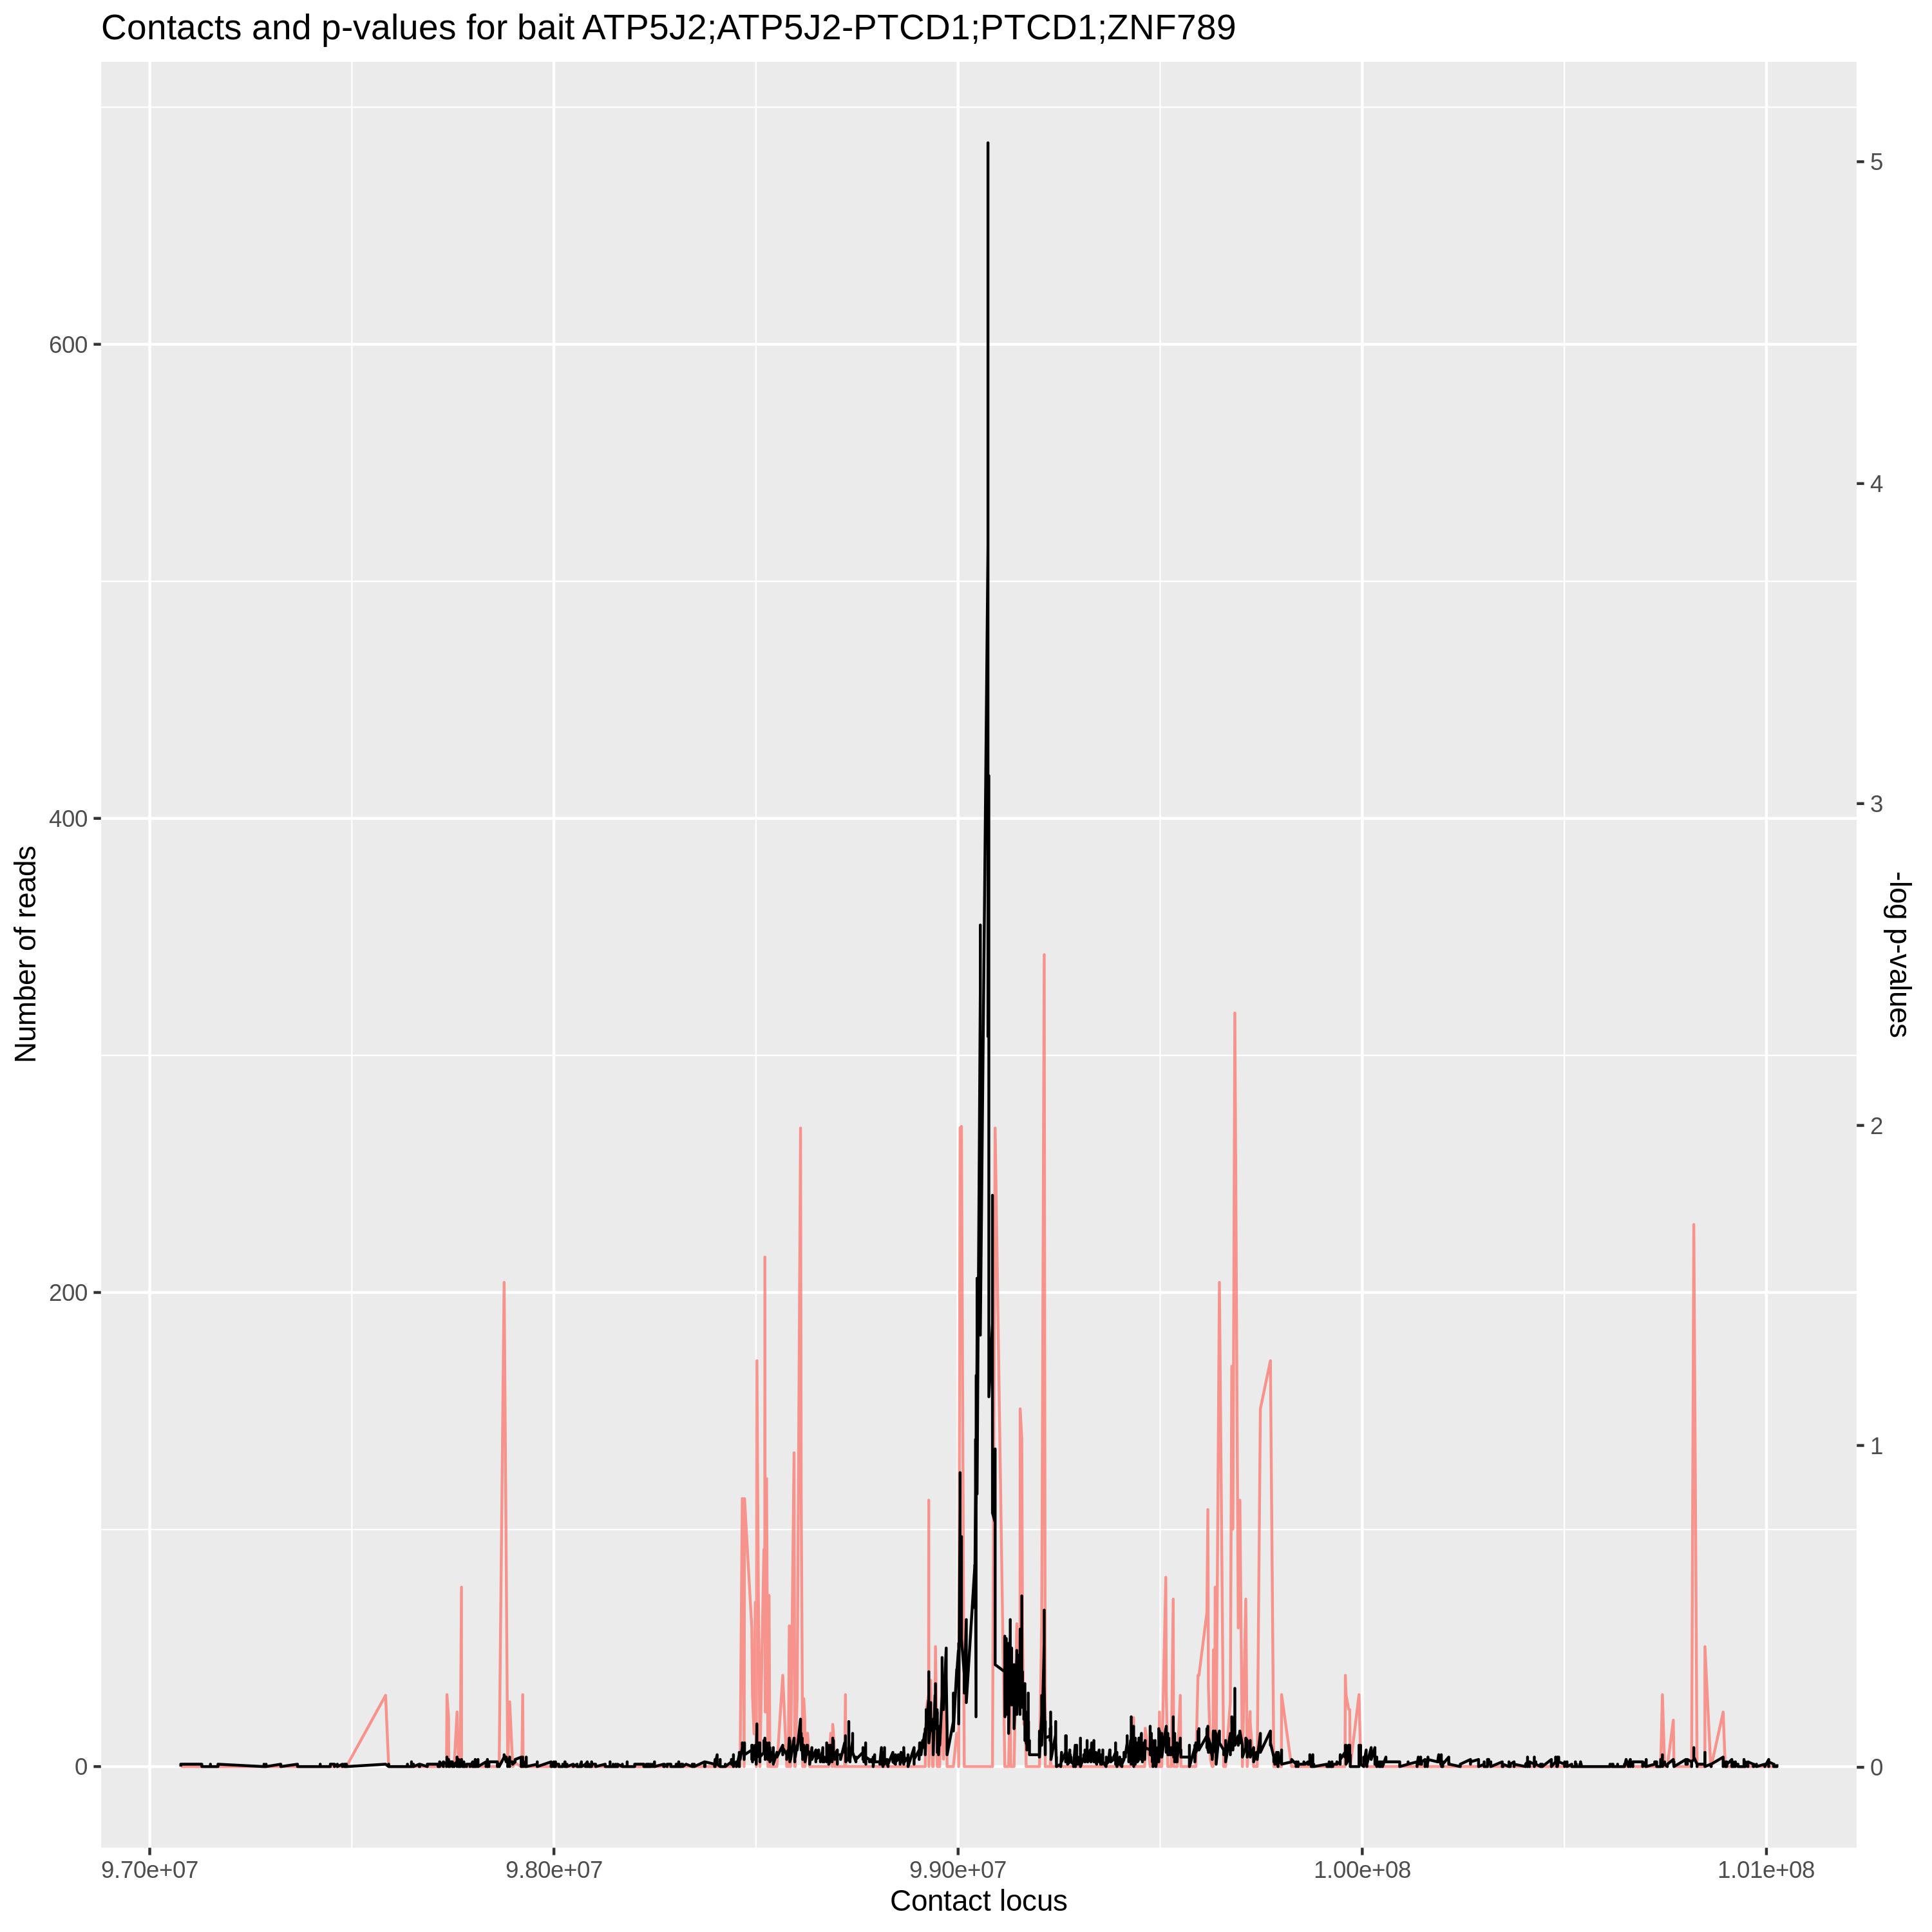 Contacts and p-values for bait ATP5J2;ATP5J2-PTCD1;PTCD1;ZNF789
Number of reads
600
400
200
0
5
4
3
2
1
0
-log p-values
9.70e+07 9.80e+07 9.90e+07 1.00e+08 1.01e+08
Contact locus